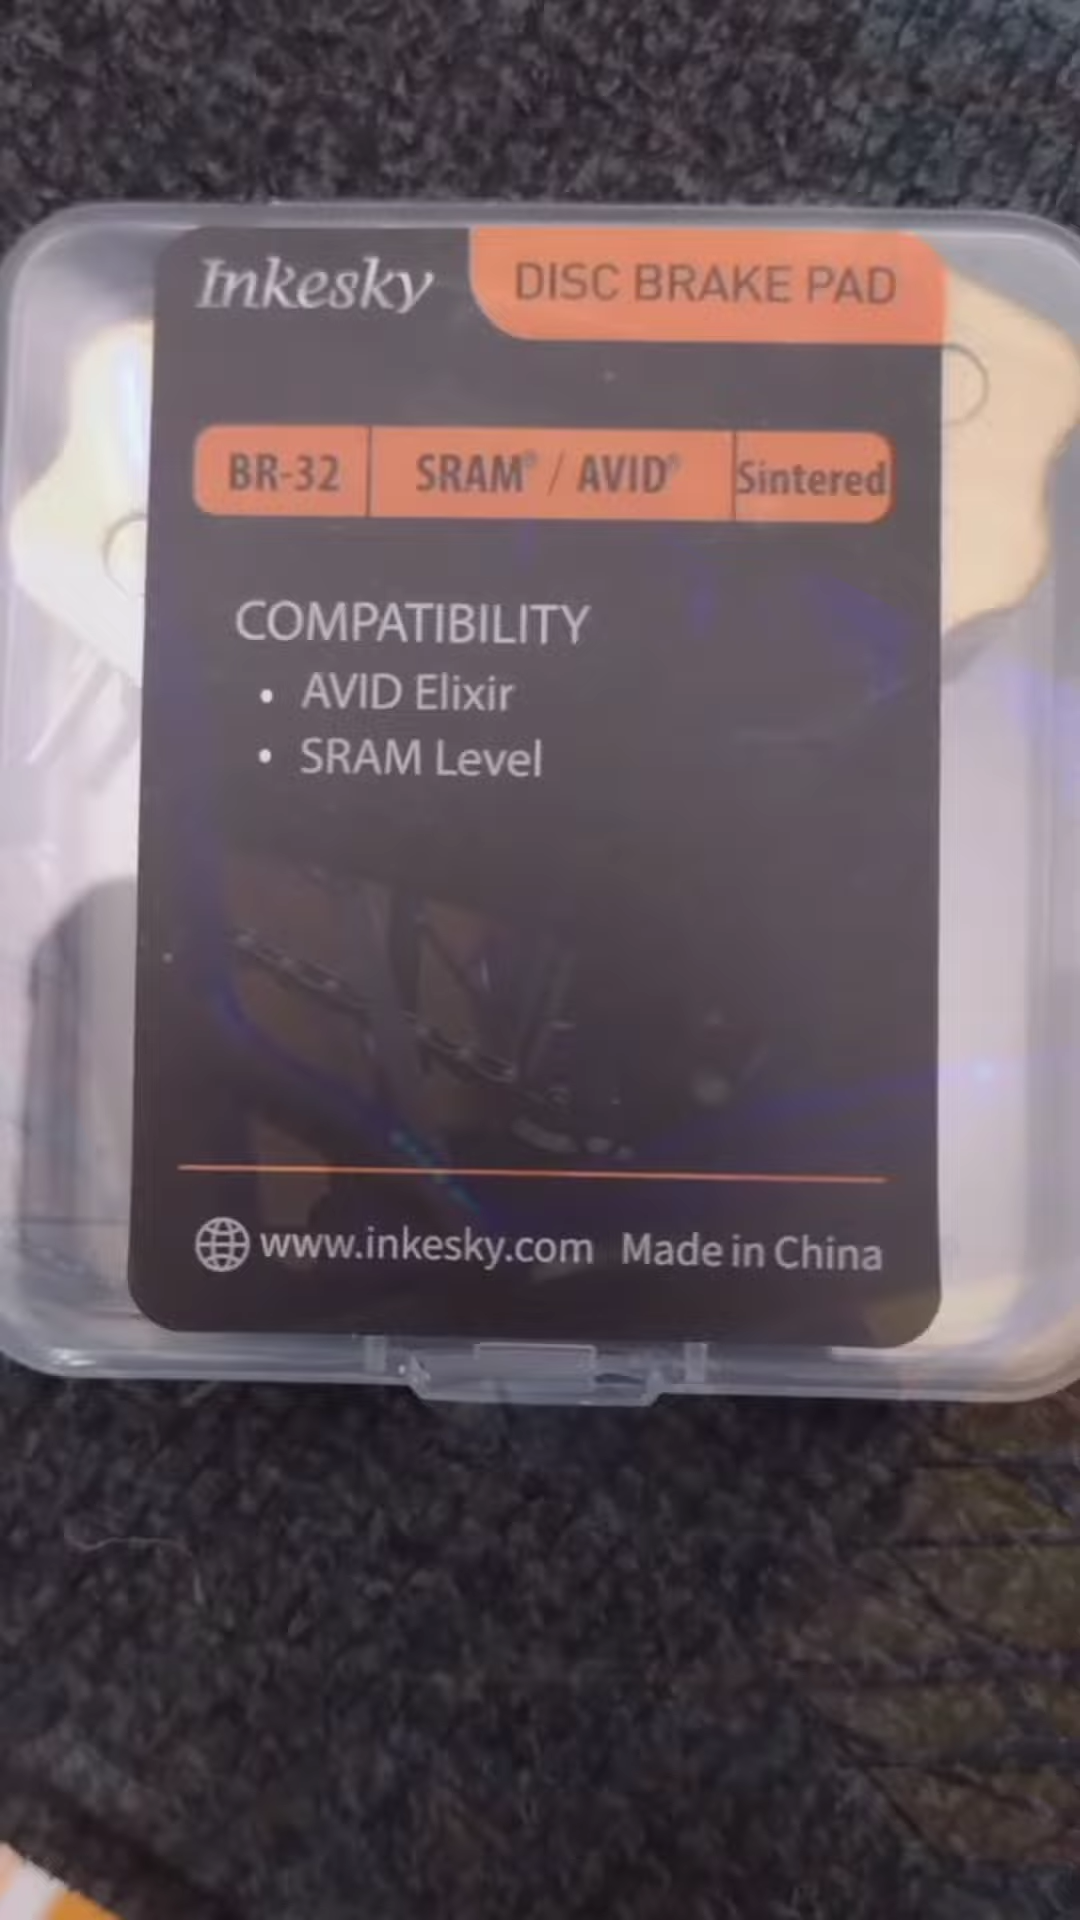 Inkesky
DISC BRAKE PAD
BR-32 SRAM® / AVID® Sintered
COMPATIBILITY
• AVID Elixir
• SRAM Level
www.inkesky.com Made in China